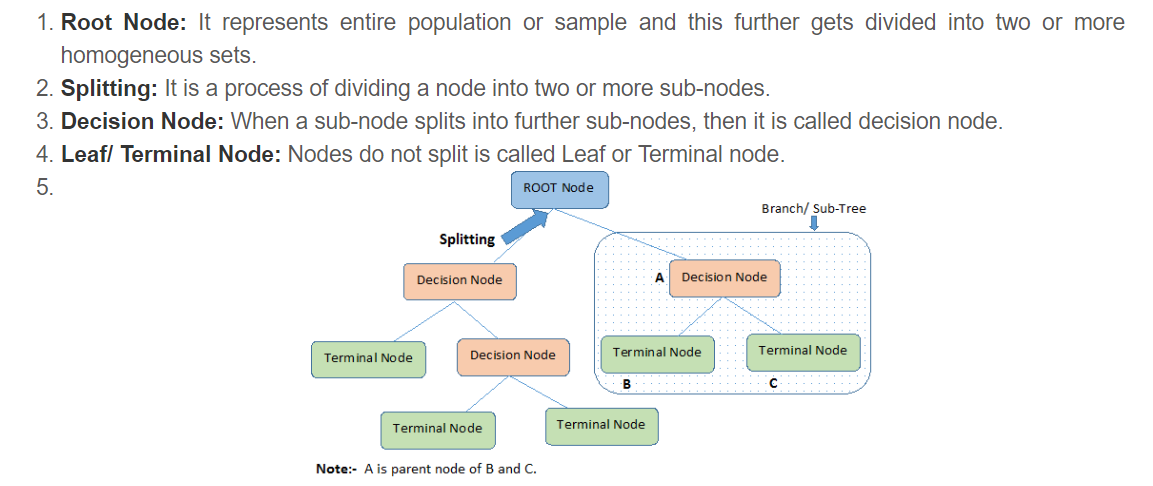 1. Root Node: It represents entire population or sample and this further gets divided into two or more
homogeneous sets.
2. Splitting: It is a process of dividing a node into two or more sub-nodes.
3. Decision Node: When a sub-node splits into further sub-nodes, then it is called decision node.
4. Leaf/ Terminal Node: Nodes do not split is called Leaf or Terminal node.
5.
ROOT Node
Branch/ Sub-Tree
Splitting
Decision Node
A Decision Node
Terminal Node
Decision Node
Terminal Node
Terminal Node
B
C
Terminal Node
Terminal Node
Note:- A is parent node of B and C.